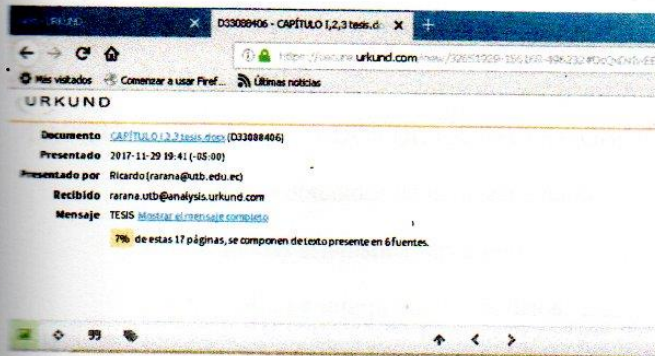 URKUND
D33088406 - CAPÍTULO I,2,3 tesis.d
urkund.com
Más visitados Comenzar a usar Firef... Últimas noticias
URKUND
Documento CAPÍTULO I,2,3 tesis.docx (D33088406)
Presentado 2017-11-29 19:41 (-05:00)
Presentado por Ricardo (rarana@utb.edu.ec)
Recibido rarana.utb@analysis.urkund.com
Mensaje TESIS Mostrar el mensaje completo
7% de estas 17 páginas, se componen de texto presente en 6 fuentes.